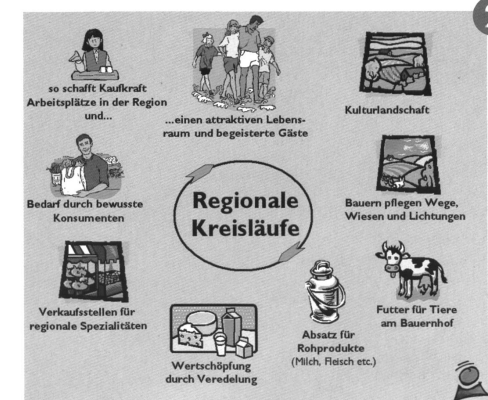 so schafft Kaufkraft
Arbeitsplätze in der Region
und...
...einen attraktiven Lebens-
raum und begeisterte Gäste
Kulturlandschaft
Bedarf durch bewusste
Konsumenten
Regionale
Kreisläufe
Bauern pflegen Wege,
Wiesen und Lichtungen
Verkaufsstellen für
regionale Spezialitäten
Wertschöpfung
durch Veredelung
Absatz für
Rohprodukte
(Milch, Fleisch etc.)
Futter für Tiere
am Bauernhof